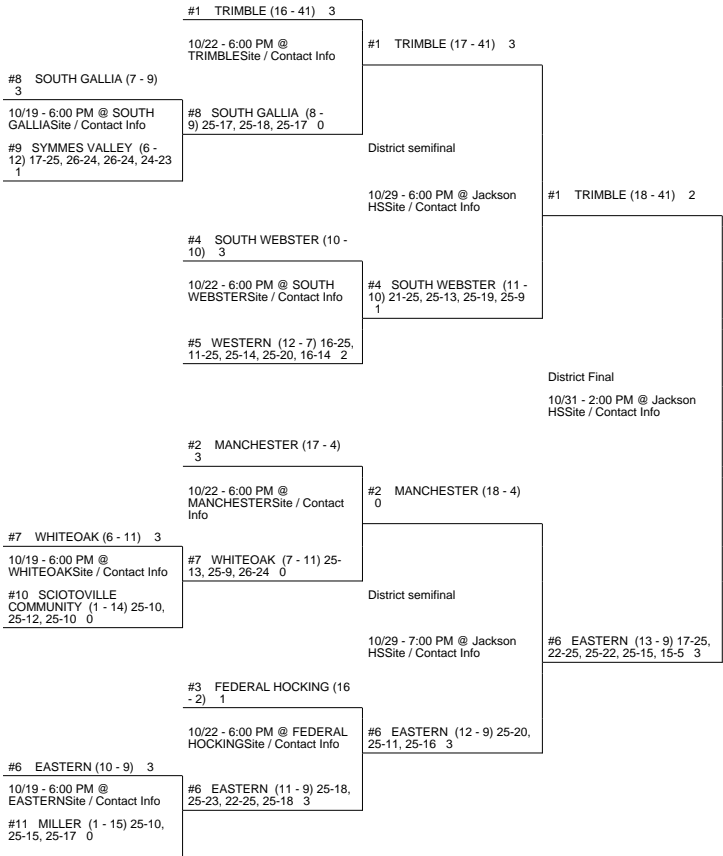 #1 TRIMBLE (16 - 41) 3
10/22 - 6:00 PM @
TRIMBLESite / Contact Info
#1 TRIMBLE (17 - 41) 3
#8 SOUTH GALLIA (7 - 9)
3
10/19 - 6:00 PM @ SOUTH
GALLIASite / Contact Info
#8 SOUTH GALLIA (8 -
9) 25-17, 25-18, 25-17 0
#9 SYMMES VALLEY (6 -
12) 17-25, 26-24, 26-24, 24-23
1
District semifinal
10/29 - 6:00 PM @ Jackson
HSSite / Contact Info
#1 TRIMBLE (18 - 41) 2
#4 SOUTH WEBSTER (10 -
10) 3
10/22 - 6:00 PM @ SOUTH
WEBSTERSite / Contact Info
#4 SOUTH WEBSTER (11 -
10) 21-25, 25-13, 25-19, 25-9
1
#5 WESTERN (12 - 7) 16-25,
11-25, 25-14, 25-20, 16-14 2
District Final
10/31 - 2:00 PM @ Jackson
HSSite / Contact Info
#2 MANCHESTER (17 - 4)
3
10/22 - 6:00 PM @
MANCHESTERSite / Contact
Info
#2 MANCHESTER (18 - 4)
0
#7 WHITEOAK (6 - 11) 3
10/19 - 6:00 PM @
WHITEOAKSite / Contact Info
#7 WHITEOAK (7 - 11) 25-
13, 25-9, 26-24 0
#10 SCIOTOVILLE
COMMUNITY (1 - 14) 25-10,
25-12, 25-10 0
District semifinal
10/29 - 7:00 PM @ Jackson
HSSite / Contact Info
#6 EASTERN (13 - 9) 17-25,
22-25, 25-22, 25-15, 15-5 3
#3 FEDERAL HOCKING (16
- 2) 1
10/22 - 6:00 PM @ FEDERAL
HOCKINGSite / Contact Info
#6 EASTERN (12 - 9) 25-20,
25-11, 25-16 3
#6 EASTERN (10 - 9) 3
10/19 - 6:00 PM @
EASTERNSite / Contact Info
#6 EASTERN (11 - 9) 25-18,
25-23, 22-25, 25-18 3
#11 MILLER (1 - 15) 25-10,
25-15, 25-17 0